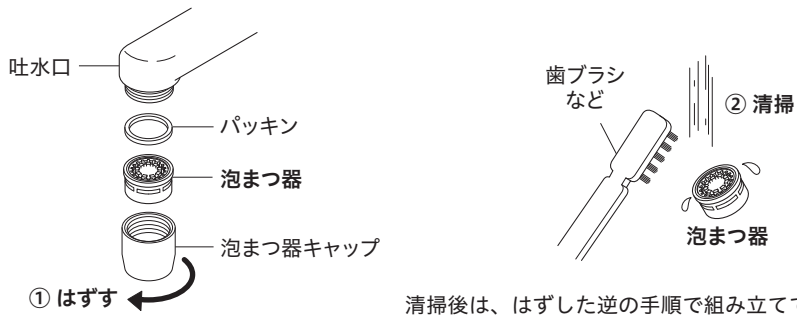 吐水口
パッキン
泡まつ器
泡まつ器キャップ
① はずす
歯ブラシ
など
② 清掃
泡まつ器
清掃後は、はずした逆の手順で組み立て